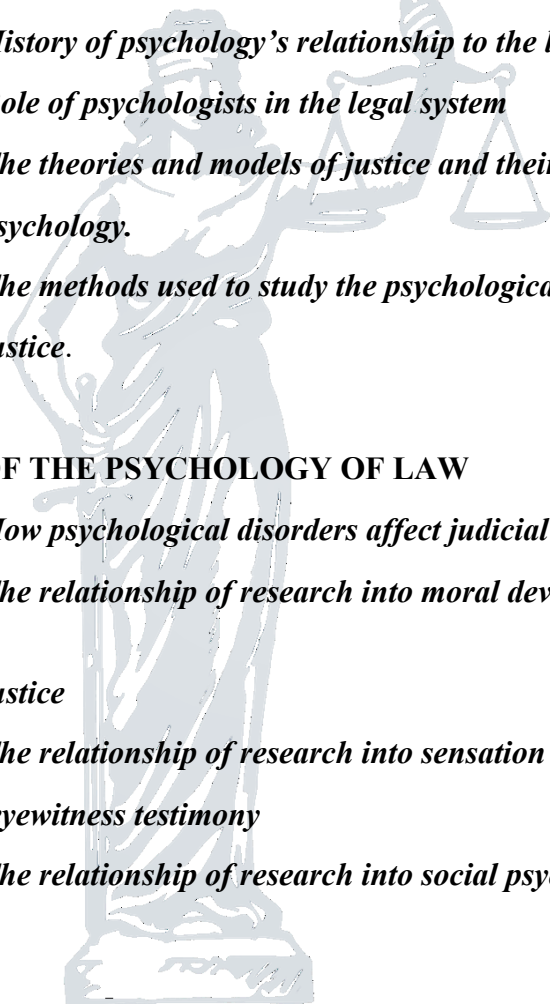 History of psychology’s relationship to the l
ole of psychologists in the legal system
he theories and models of justice and their
sychology.
he methods used to study the psychologica
ustice.
OF THE PSYCHOLOGY OF LAW
How psychological disorders affect judicial
he relationship of research into moral dev
ustice
he relationship of research into sensation
yewitness testimony
he relationship of research into social psyc